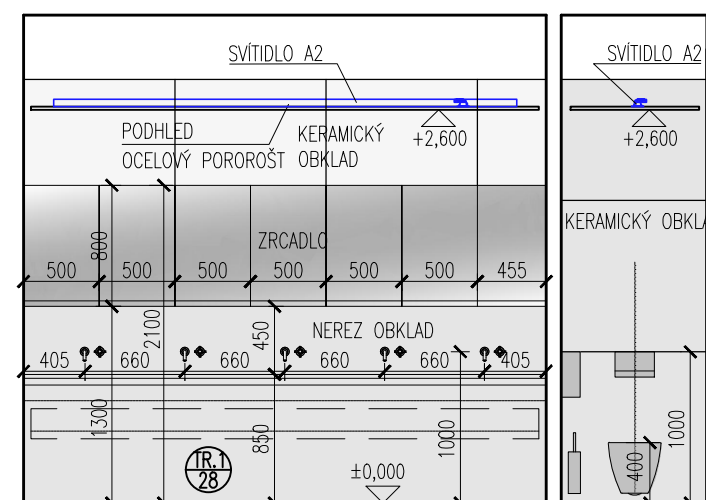 SVÍTIDLO A2
SVÍTIDLO A2
PODHLED
OCELOVÝ POROROŠT
KERAMICKÝ
OBKLAD
+2,600
+2,600
KERAMICKÝ OBKL
ZRCADLO
800
500 500 500 500 500 500 455
2100
450
NEREZ OBKLAD
405 660 660 660 660 405
1300
850
1000
1000
400
TR.1
28
±0,000